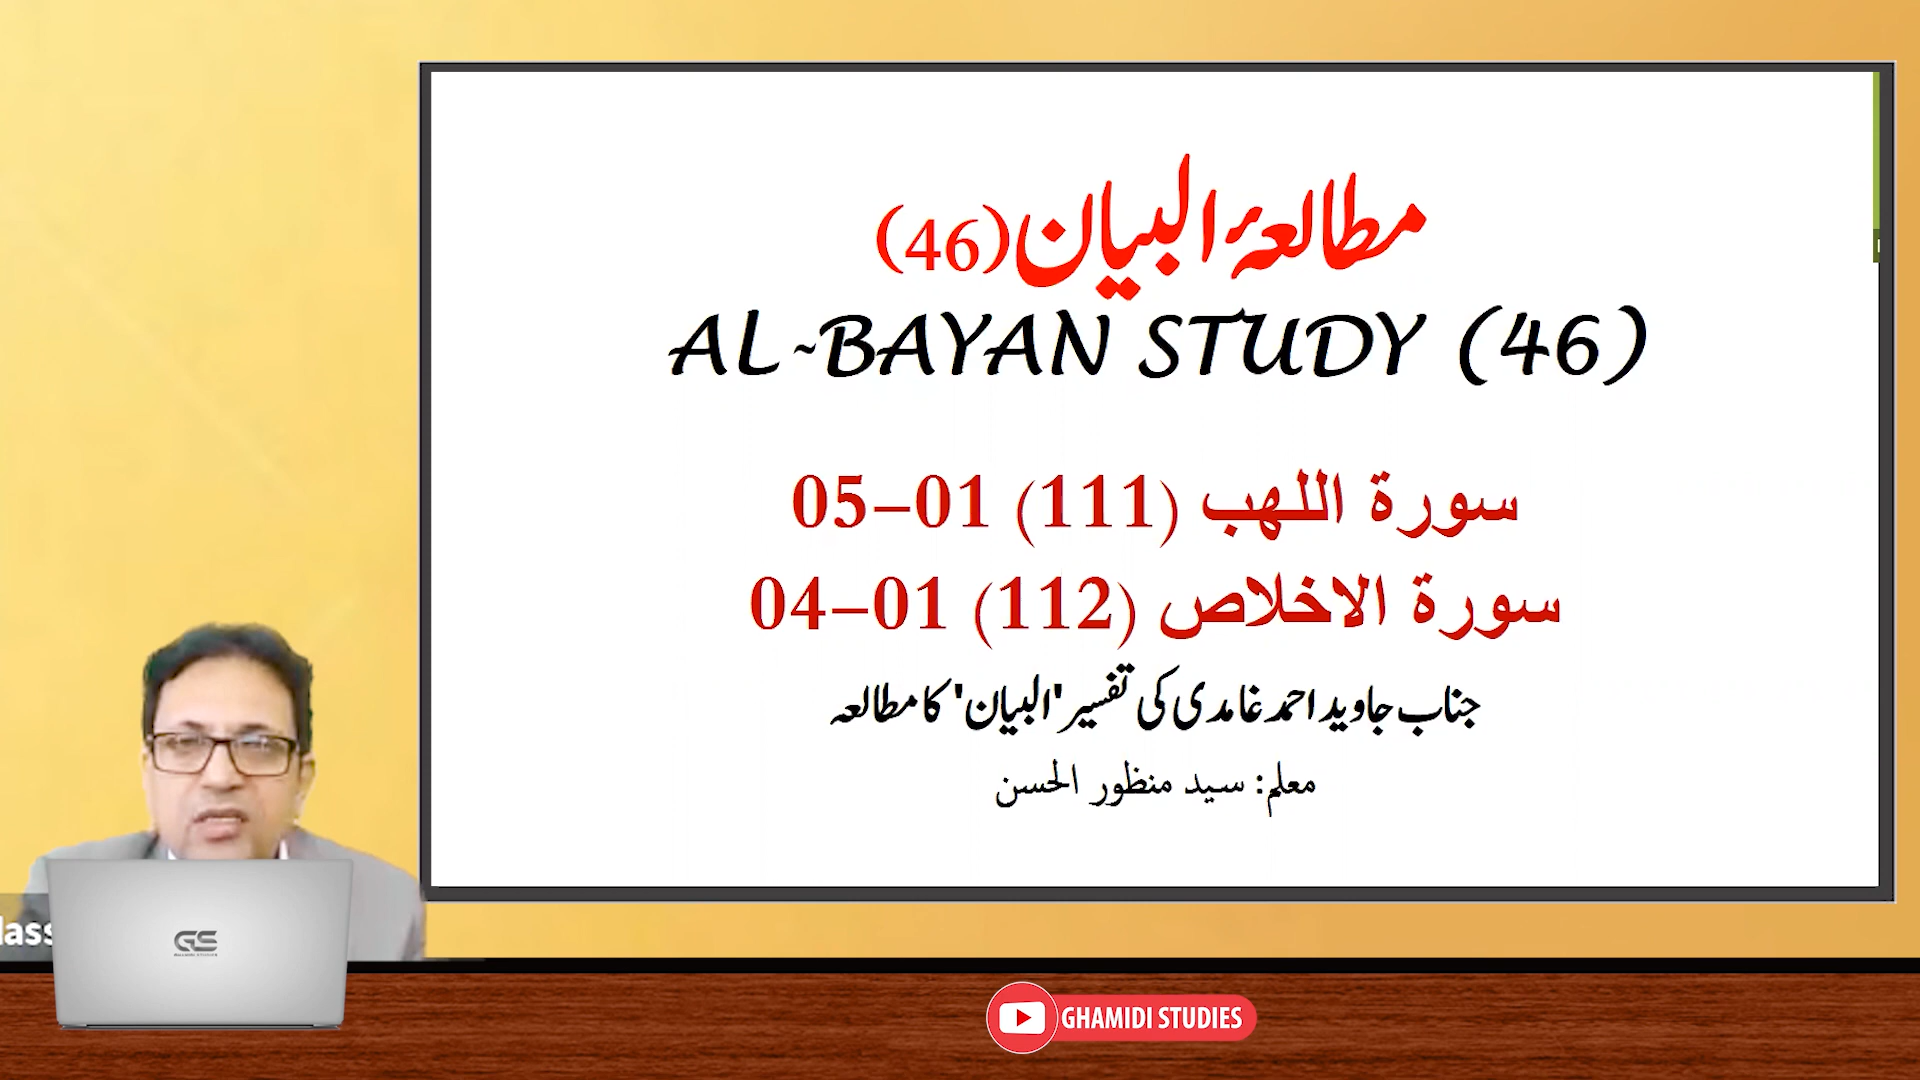 مطالعۂ البیان (46)
AL-BAYAN STUDY (46)
سورة اللهب (111) 01–05
سورة الاخلاص (112) 01–04
جناب جاوید احمد غامدی کی تفسیر 'البیان' کا مطالعہ
معلم: سید منظور الحسن
GS
GHAMIDI STUDIES